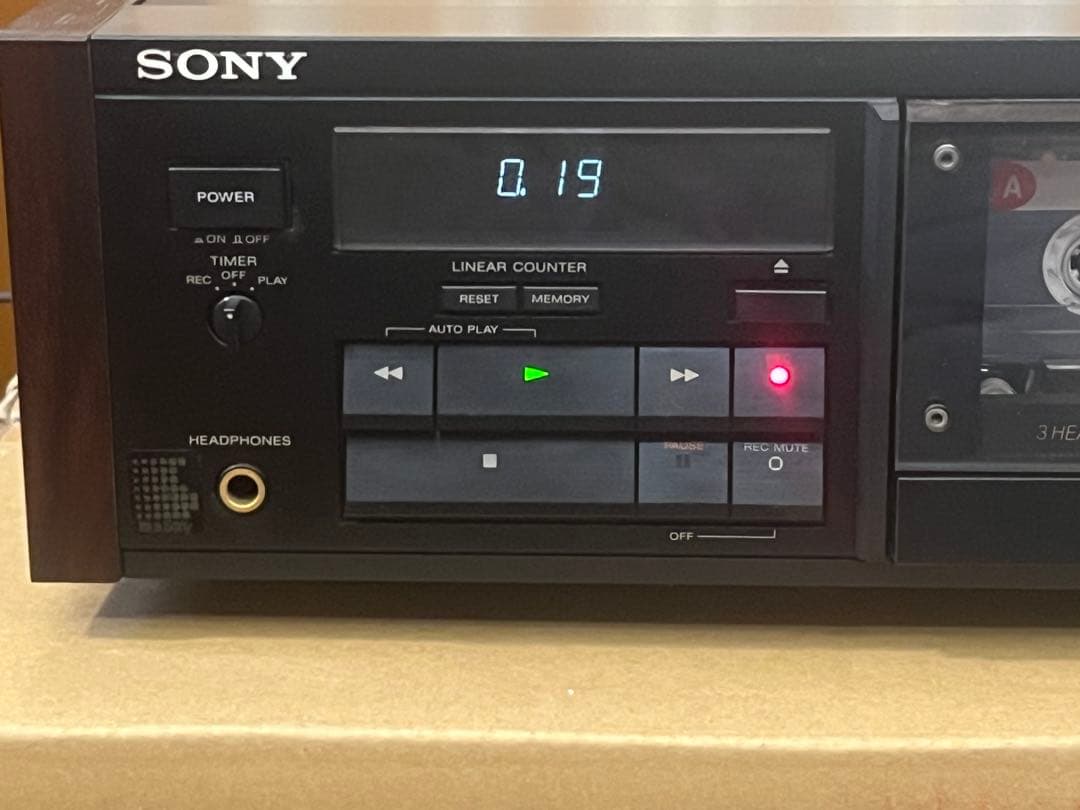 SONY
0.19
A
POWER
ON OFF
LINEAR COUNTER
TIMER
REC OFF PLAY
RESET MEMORY
AUTO PLAY
3 HEA
HEADPHONES
PAUSE
REC MUTE
OFF